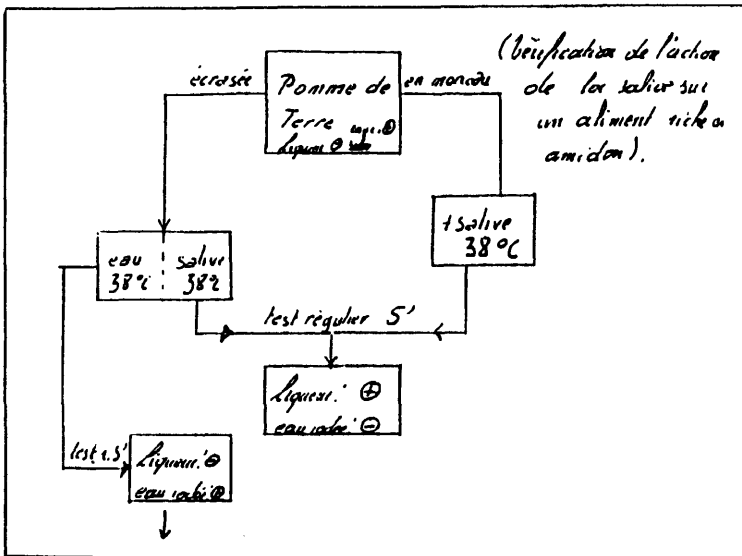 (Vérification de l'action
de la salive sur
un aliment riche en
amidon).
écrasée
Pomme de
Terre
Liqueur ⊖
en morceau
eau
38°C
salive
38°C
+ salive
38°C
test régulier 5'
Liqueur: ⊕
eau iodée: ⊖
test r. 5'
Liqueur: ⊖
eau iodée: ⊕